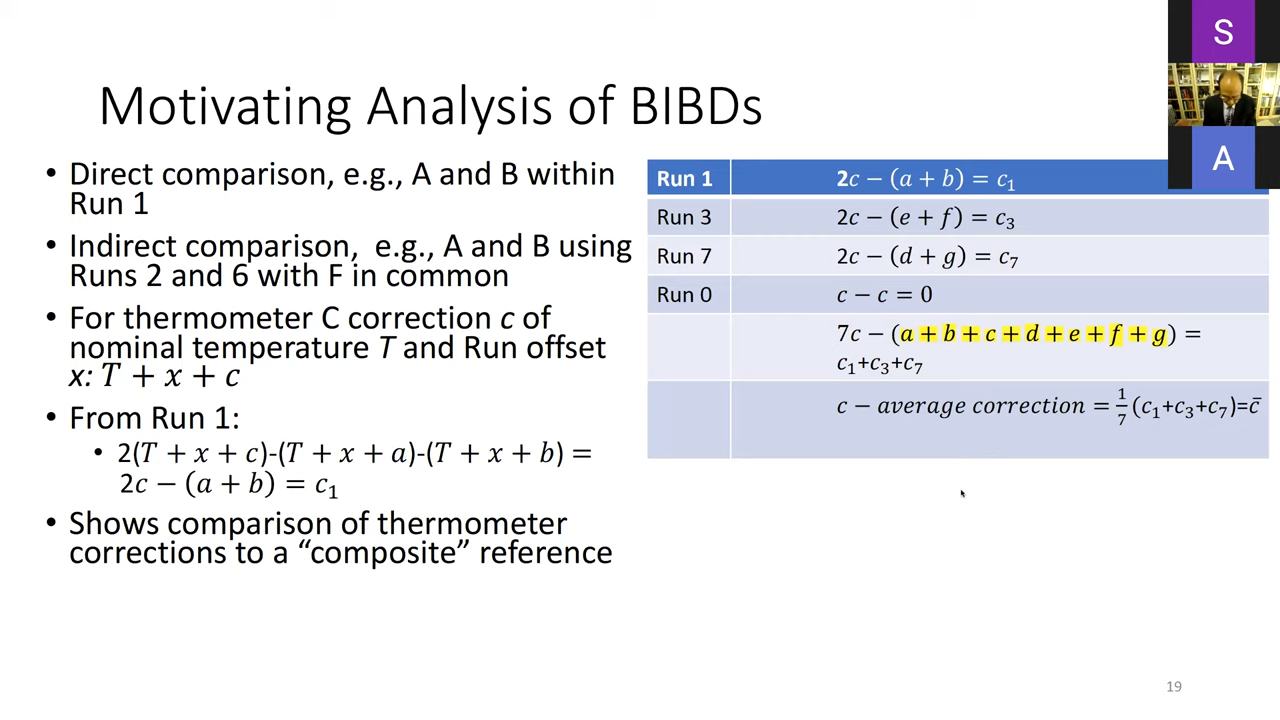 Motivating Analysis of BIBDs
• Direct comparison, e.g., A and B within
Run 1
• Indirect comparison, e.g., A and B using
Runs 2 and 6 with F in common
• For thermometer C correction c of
nominal temperature T and Run offset
x: T + x + c
• From Run 1:
• 2(T + x + c)-(T + x + a)-(T + x + b) =
2c − (a + b) = c₁
• Shows comparison of thermometer
corrections to a “composite” reference
Run 1 2c − (a + b) = c₁
Run 3 2c − (e + f) = c₃
Run 7 2c − (d + g) = c₇
Run 0 c − c = 0
7c − (a + b + c + d + e + f + g) =
c₁+c₃+c₇
c − average correction = 1/7 (c₁+c₃+c₇)=c̄
S
A
19